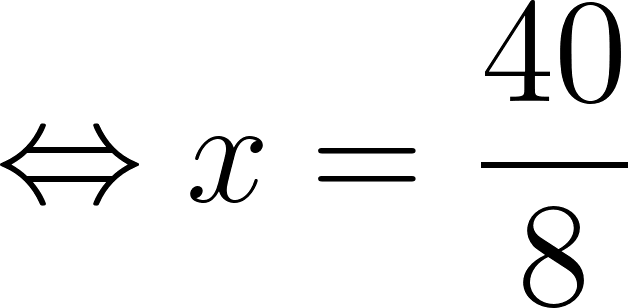 ⇔ x = 40/8